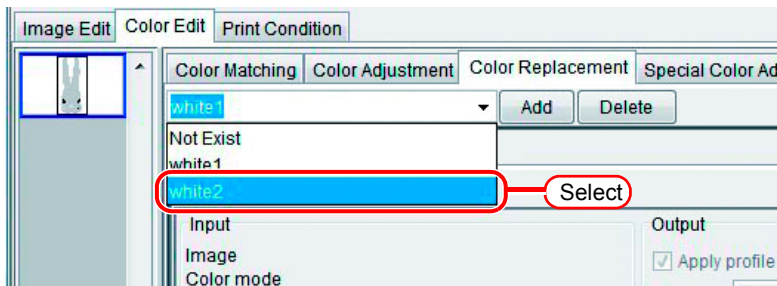 Image Edit Color Edit Print Condition
Color Matching Color Adjustment Color Replacement Special Color Ad
white1 Add Delete
Not Exist
white1
white2 Select
Input Output
Image Apply profile
Color mode